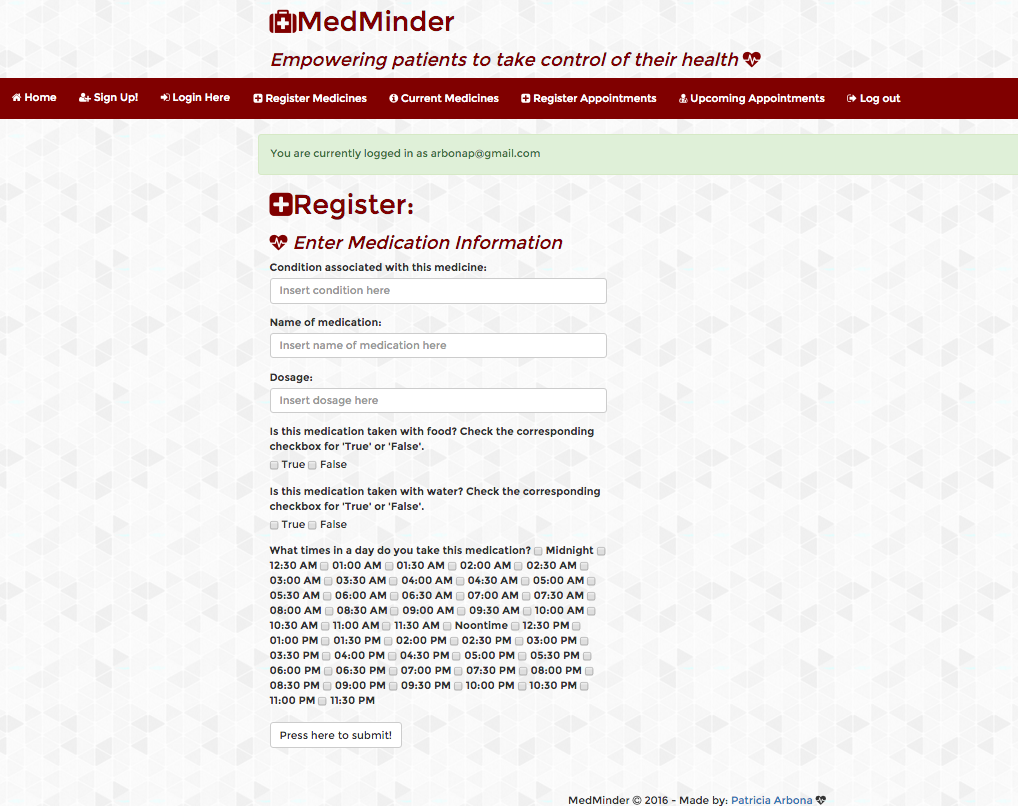 MedMinder
Empowering patients to take control of their health
Home Sign Up! Login Here Register Medicines Current Medicines Register Appointments Upcoming Appointments Log out
You are currently logged in as arbonap@gmail.com
Register:
Enter Medication Information
Condition associated with this medicine:
Insert condition here
Name of medication:
Insert name of medication here
Dosage:
Insert dosage here
Is this medication taken with food? Check the corresponding
checkbox for 'True' or 'False'.
True False
Is this medication taken with water? Check the corresponding
checkbox for 'True' or 'False'.
True False
What times in a day do you take this medication? Midnight
12:30 AM 01:00 AM 01:30 AM 02:00 AM 02:30 AM
03:00 AM 03:30 AM 04:00 AM 04:30 AM 05:00 AM
05:30 AM 06:00 AM 06:30 AM 07:00 AM 07:30 AM
08:00 AM 08:30 AM 09:00 AM 09:30 AM 10:00 AM
10:30 AM 11:00 AM 11:30 AM Noontime 12:30 PM
01:00 PM 01:30 PM 02:00 PM 02:30 PM 03:00 PM
03:30 PM 04:00 PM 04:30 PM 05:00 PM 05:30 PM
06:00 PM 06:30 PM 07:00 PM 07:30 PM 08:00 PM
08:30 PM 09:00 PM 09:30 PM 10:00 PM 10:30 PM
11:00 PM 11:30 PM
Press here to submit!
MedMinder © 2016 - Made by: Patricia Arbona